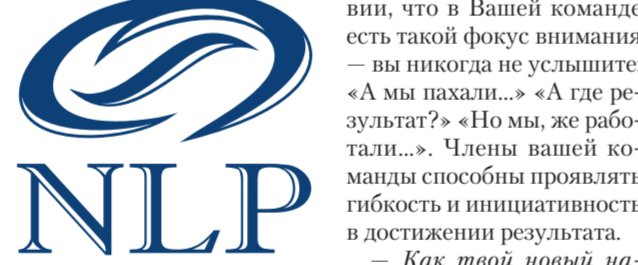 NLP
вии, что в Вашей команде
есть такой фокус внимания
— вы никогда не услышите:
«А мы пахали...» «А где ре-
зультат?» «Но мы, же рабо-
тали...». Члены вашей ко-
манды способны проявлять
гибкость и инициативность
в достижении результата.
— Как твой новый на-